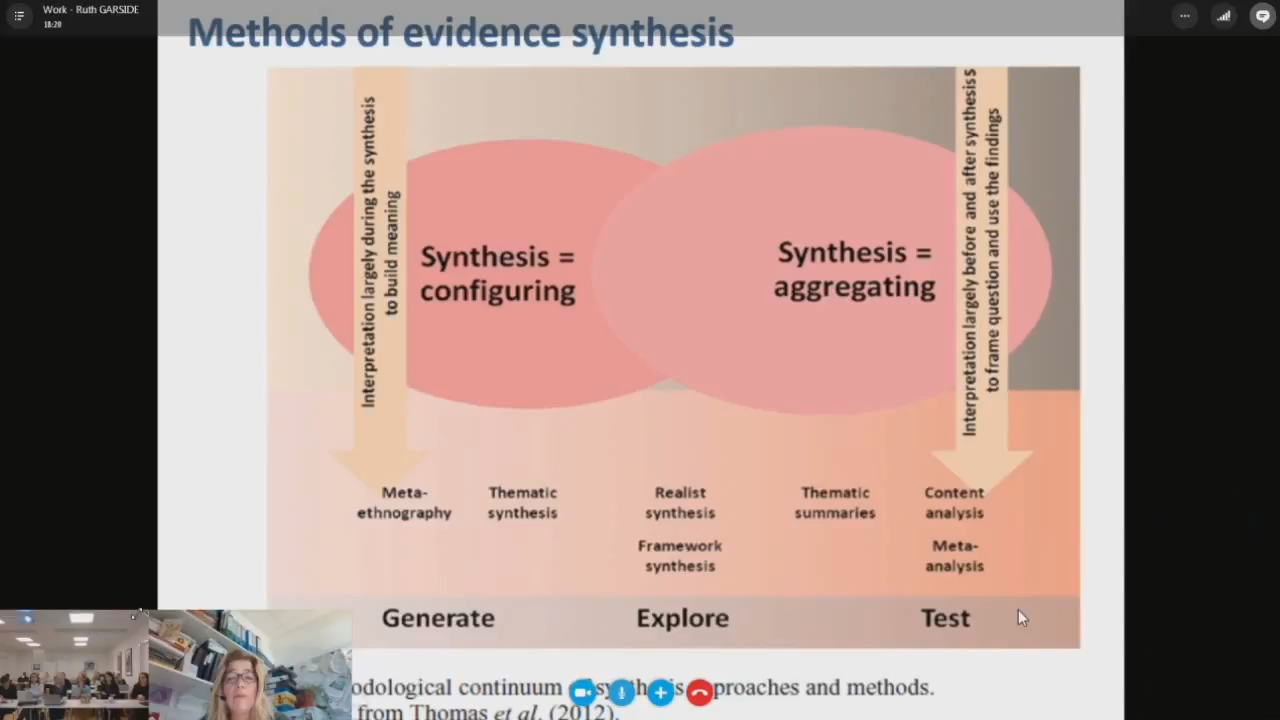 Work - Ruth GARSIDE
18:20
Methods of evidence synthesis
Interpretation largely during the synthesis
to build meaning
Synthesis =
configuring
Synthesis =
aggregating
Interpretation largely before and after synthesis s
to frame question and use the findings
Meta-
ethnography
Thematic
synthesis
Realist
synthesis
Framework
synthesis
Thematic
summaries
Content
analysis
Meta-
analysis
Generate
Explore
Test
continuum approaches and methods.
from Thomas et al. (2012).